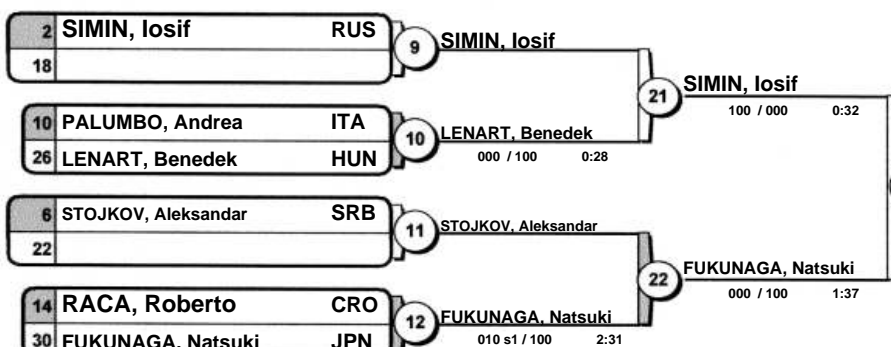 2 SIMIN, Iosif RUS
18
9 SIMIN, Iosif
21 SIMIN, Iosif
100 / 000 0:32
10 PALUMBO, Andrea ITA
26 LENART, Benedek HUN
10 LENART, Benedek
000 / 100 0:28
6 STOJKOV, Aleksandar SRB
22
11 STOJKOV, Aleksandar
22 FUKUNAGA, Natsuki
000 / 100 1:37
14 RACA, Roberto CRO
30 FUKUNAGA, Natsuki JPN
12 FUKUNAGA, Natsuki
010 s1 / 100 2:31